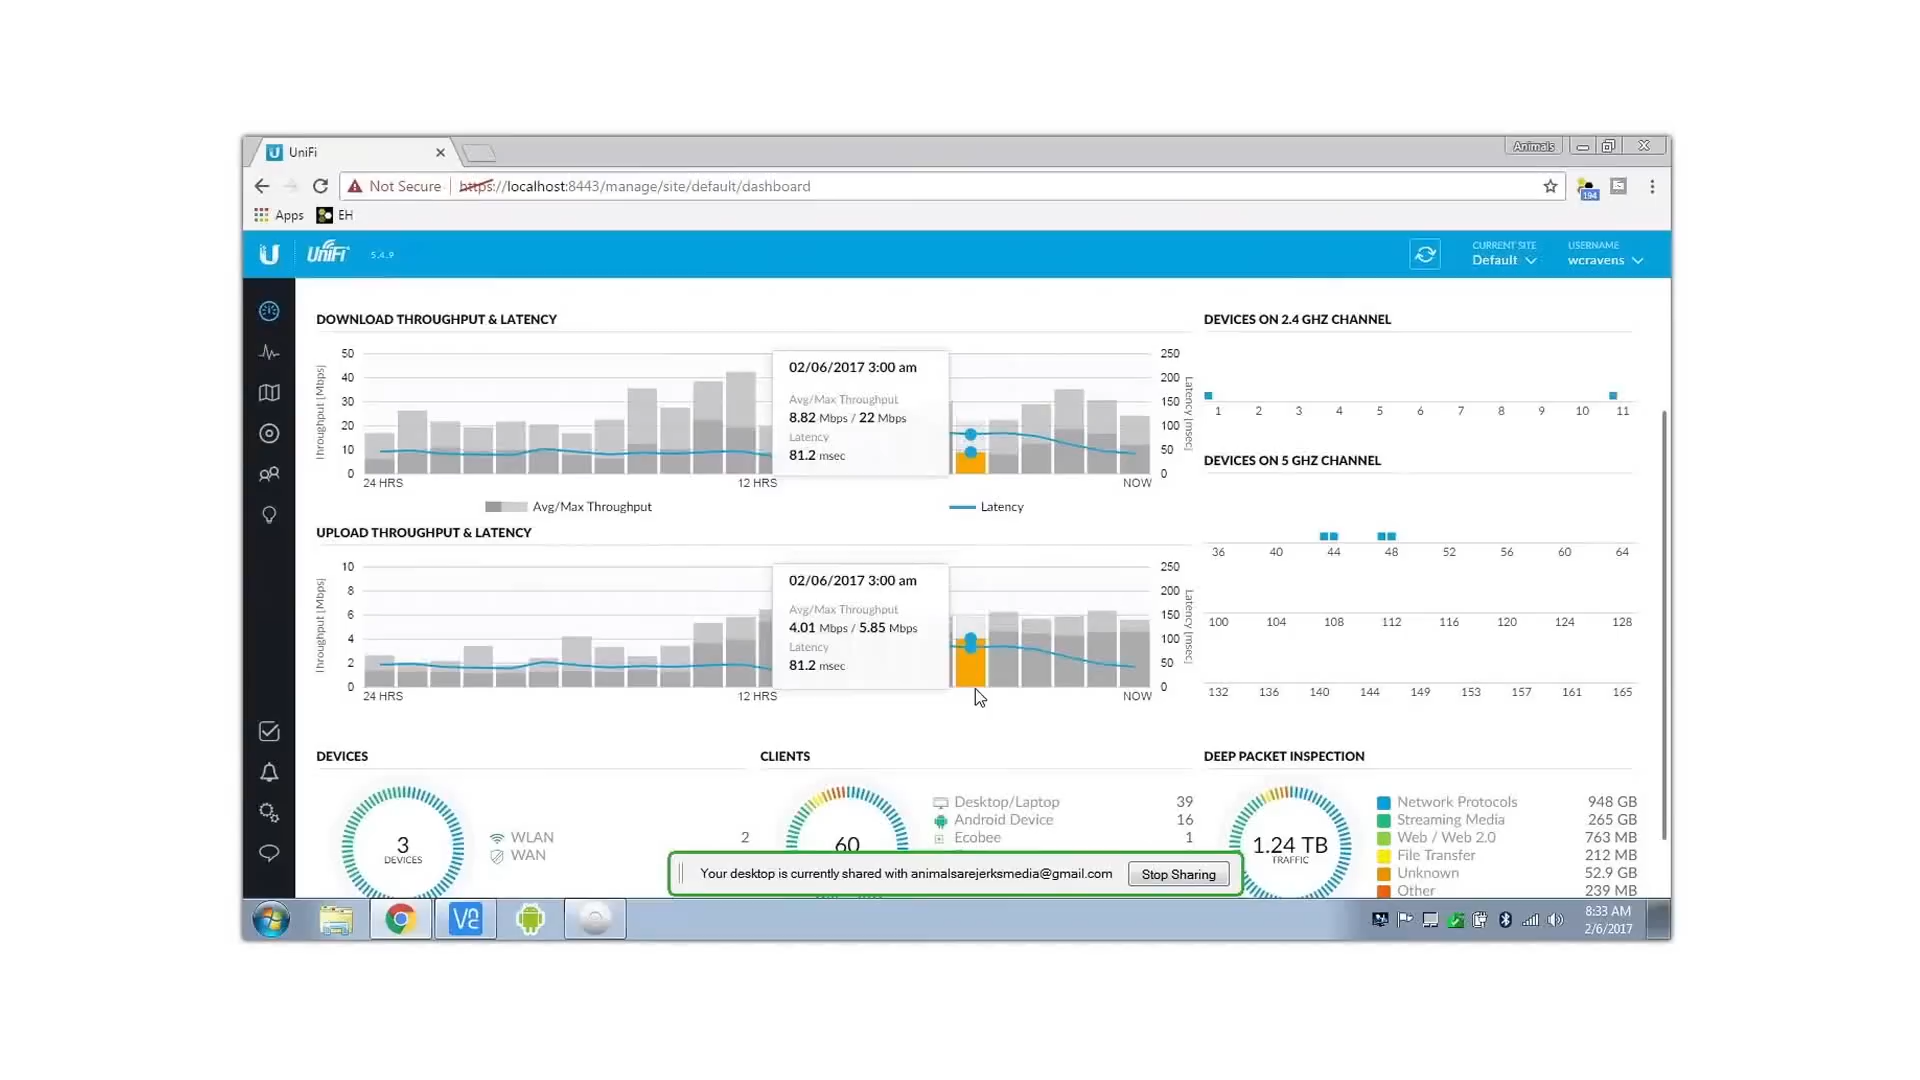 UniFi
Animals
Not Secure
https://localhost:8443/manage/site/default/dashboard
194
Apps
EH
UniFi
5.4.9
CURRENT SITE
Default
USERNAME
wcravens
DOWNLOAD THROUGHPUT & LATENCY
Throughput [Mbps]
50
40
30
20
10
0
250
200
150
100
50
0
Latency [msec]
24 HRS
12 HRS
NOW
02/06/2017 3:00 am
Avg/Max Throughput
8.82 Mbps / 22 Mbps
Latency
81.2 msec
Avg/Max Throughput
Latency
UPLOAD THROUGHPUT & LATENCY
Throughput [Mbps]
10
8
6
4
2
0
250
200
150
100
50
0
Latency [msec]
24 HRS
12 HRS
NOW
02/06/2017 3:00 am
Avg/Max Throughput
4.01 Mbps / 5.85 Mbps
Latency
81.2 msec
DEVICES ON 2.4 GHZ CHANNEL
1 2 3 4 5 6 7 8 9 10 11
DEVICES ON 5 GHZ CHANNEL
36 40 44 48 52 56 60 64
100 104 108 112 116 120 124 128
132 136 140 144 149 153 157 161 165
DEVICES
3
DEVICES
WLAN 2
WAN
CLIENTS
60
Desktop/Laptop 39
Android Device 16
Ecobee 1
DEEP PACKET INSPECTION
1.24 TB
TRAFFIC
Network Protocols 948 GB
Streaming Media 265 GB
Web / Web 2.0 763 MB
File Transfer 212 MB
Unknown 52.9 GB
Other 239 MB
Your desktop is currently shared with animalsarejerksmedia@gmail.com
Stop Sharing
8:33 AM
2/6/2017